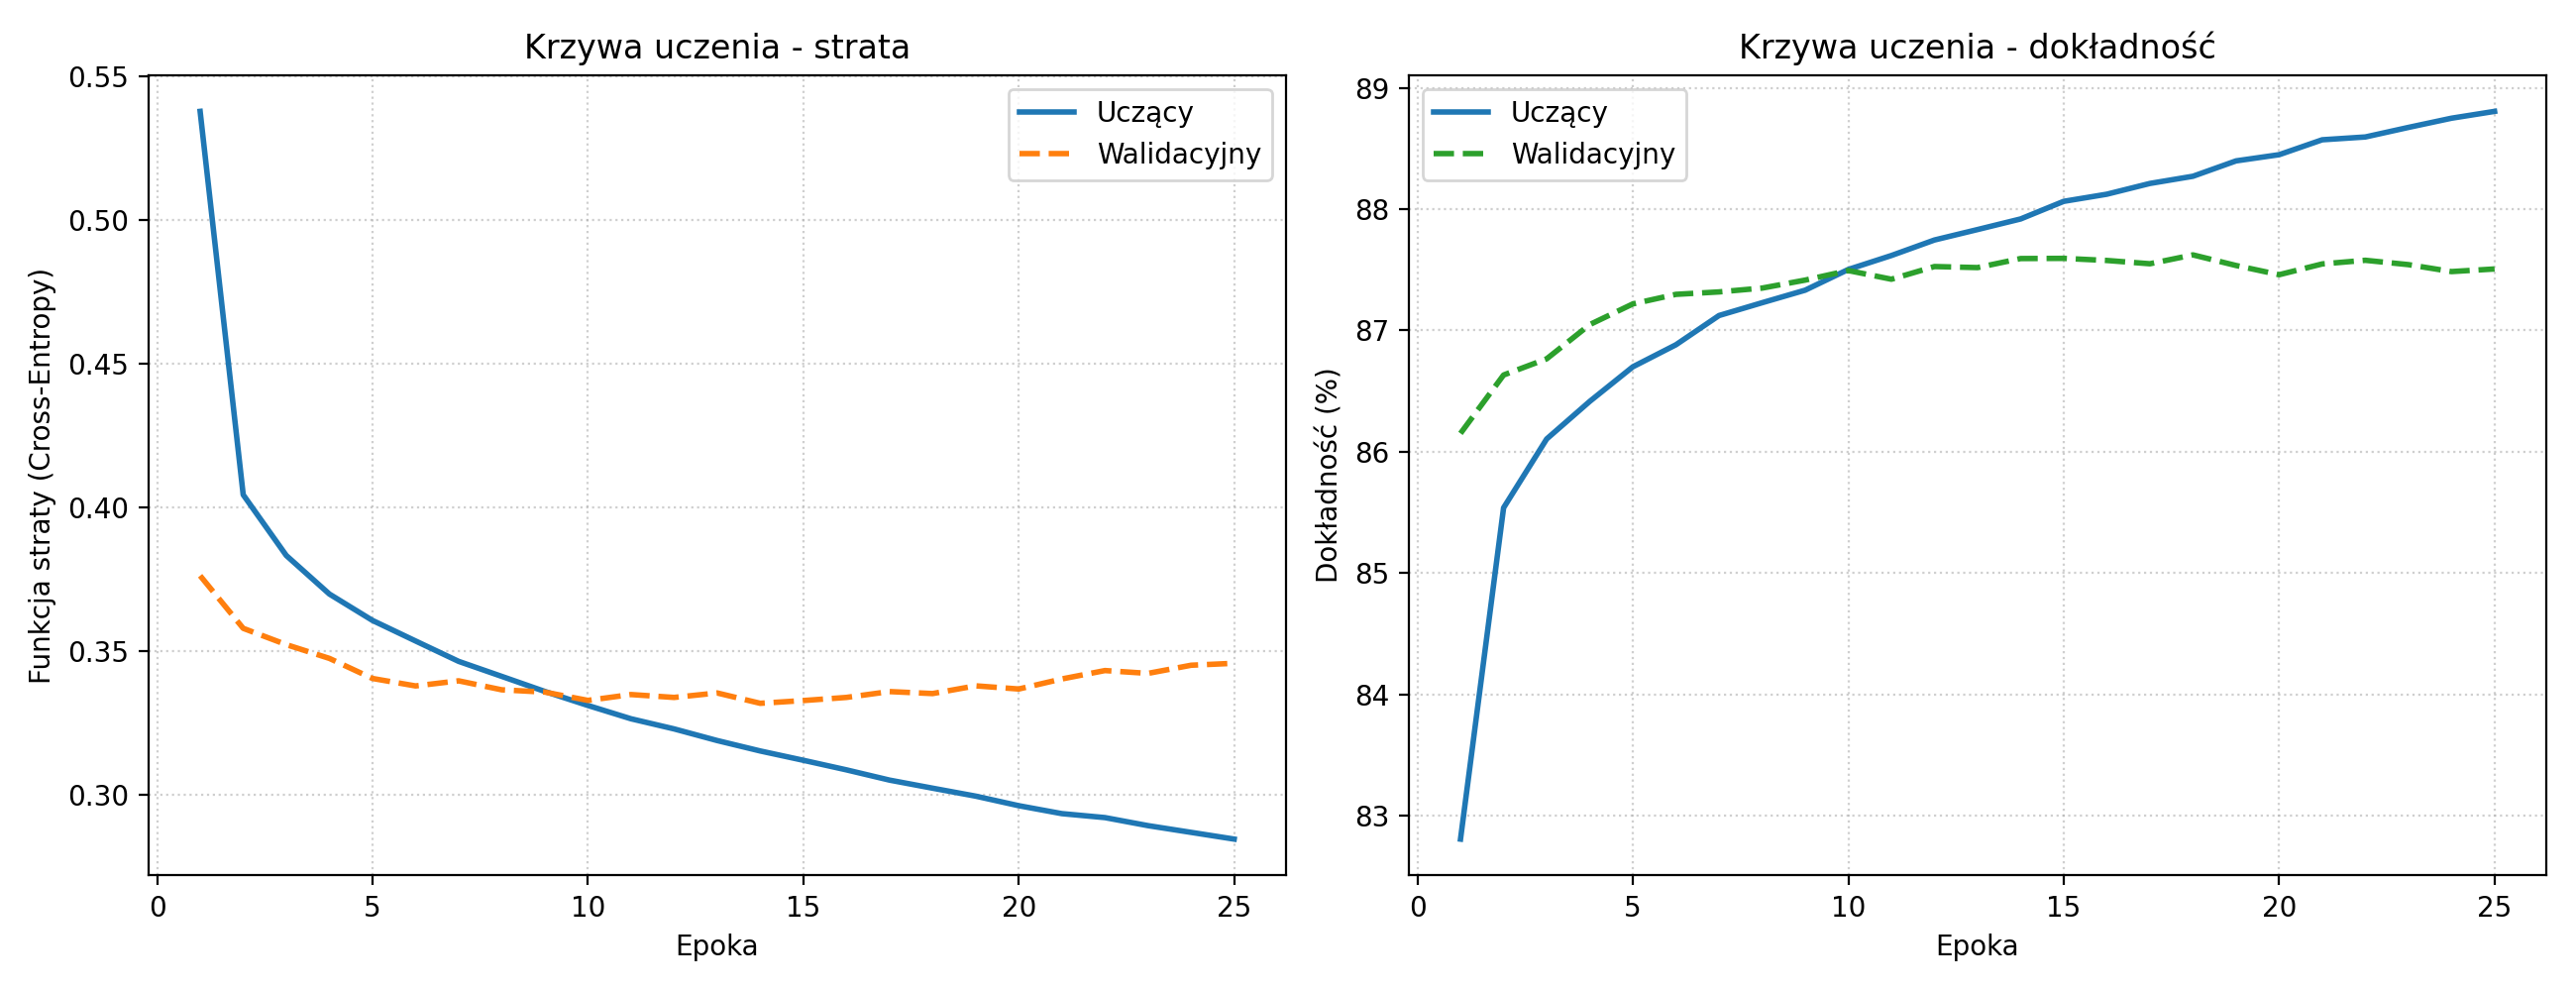 Krzywa uczenia - strata
Funkcja straty (Cross-Entropy)
0.55
0.50
0.45
0.40
0.35
0.30
Uczący
Walidacyjny
0 5 10 15 20 25
Epoka
Krzywa uczenia - dokładność
Dokładność (%)
89
88
87
86
85
84
83
Uczący
Walidacyjny
0 5 10 15 20 25
Epoka